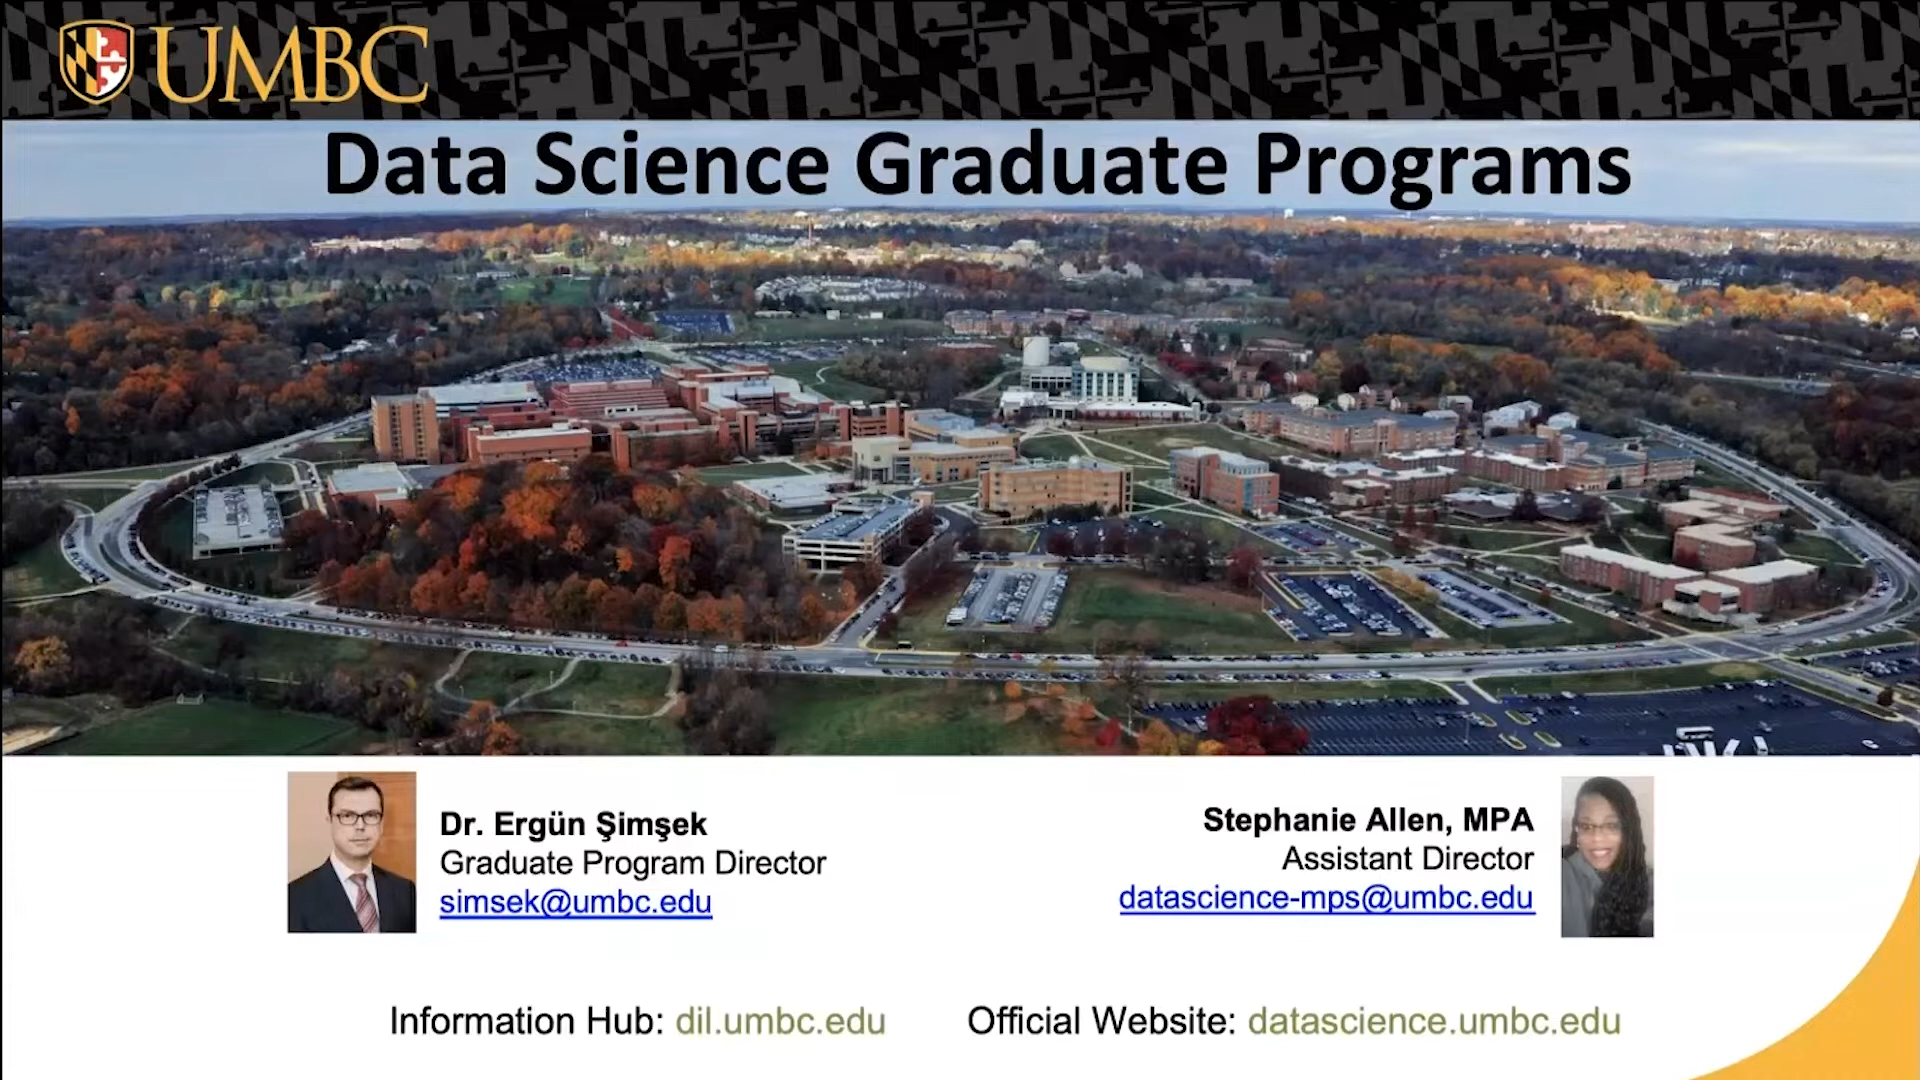 UMBC
Data Science Graduate Programs
Dr. Ergün Şimşek
Graduate Program Director
simsek@umbc.edu
Stephanie Allen, MPA
Assistant Director
datascience-mps@umbc.edu
Information Hub: dil.umbc.edu
Official Website: datascience.umbc.edu